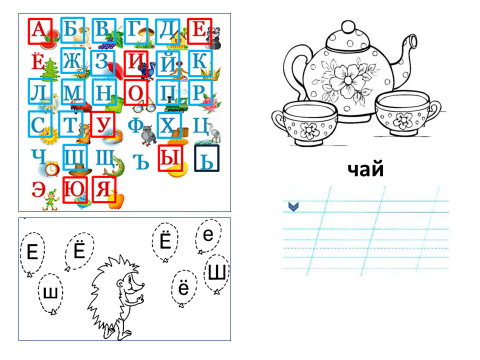 А Б В Г Д Е
Ё Ж З И Й К
Л М Н О П Р
С Т У Ф Х Ц
Ч Ш Щ Ъ Ы Ь
Э Ю Я
чай
Е Ё Ё е
ш ё Ш